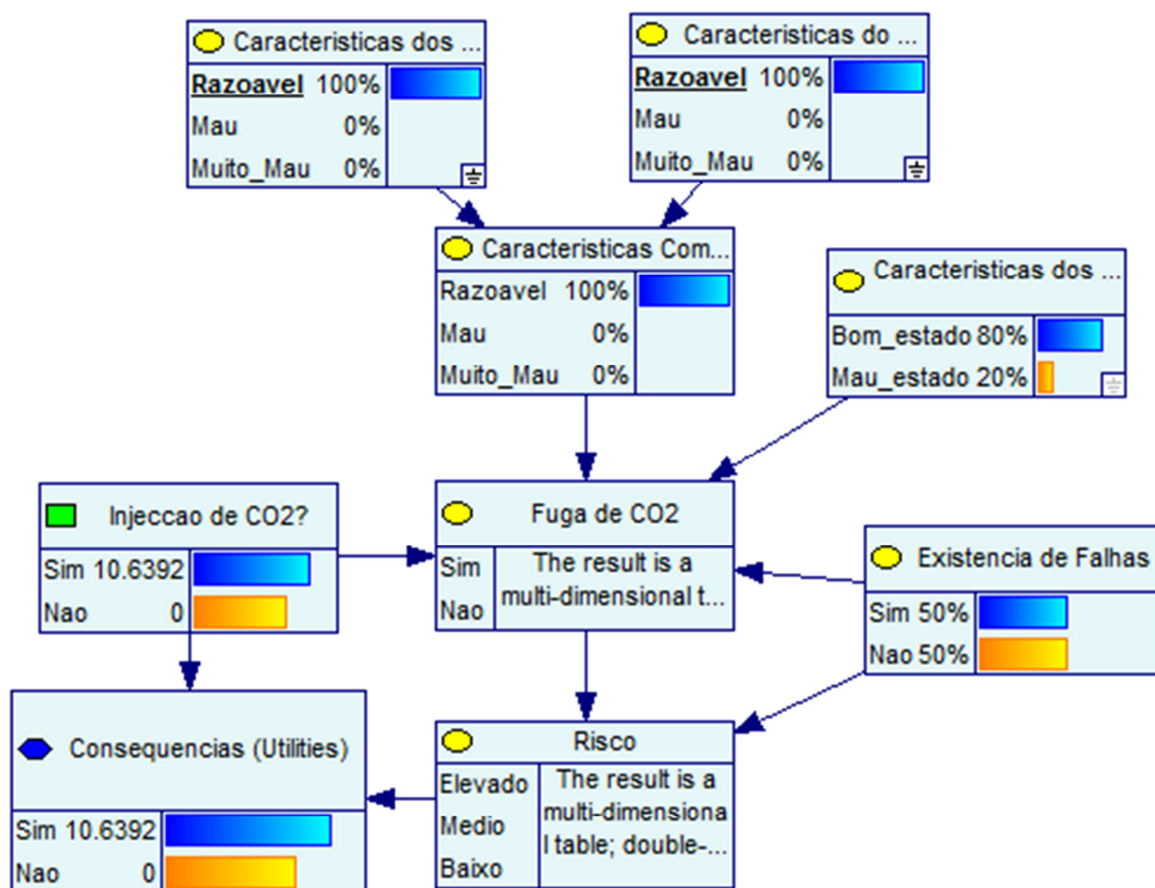 Caracteristicas dos ...
Razoavel 100%
Mau 0%
Muito_Mau 0%
Caracteristicas do ...
Razoavel 100%
Mau 0%
Muito_Mau 0%
Caracteristicas Com...
Razoavel 100%
Mau 0%
Muito_Mau 0%
Caracteristicas dos ...
Bom_estado 80%
Mau_estado 20%
Injeccao de CO2?
Sim 10.6392
Nao 0
Fuga de CO2
Sim
Nao
The result is a
multi-dimensional t...
Existencia de Falhas
Sim 50%
Nao 50%
Consequencias (Utilities)
Sim 10.6392
Nao 0
Risco
Elevado
Medio
Baixo
The result is a
multi-dimensiona
l table; double-...